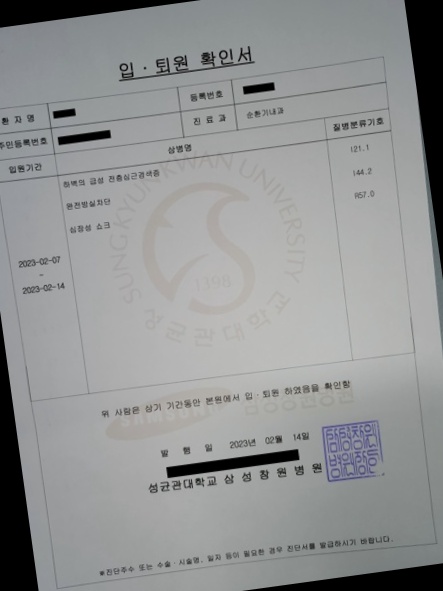 입 · 퇴원 확인서
환 자 명
등록번호
주민등록번호
진 료 과
순환기내과
입원기간
상병명
질병분류기호
하벽의 급성 전층심근경색증
I21.1
완전방실차단
I44.2
심장성 쇼크
R57.0
2023-02-07
~
2023-02-14
SUNGKYUNKWAN UNIVERSITY
1398
성균관대학교
위 사람은 상기 기간동안 본원에서 입 · 퇴원 하였음을 확인함
SAMSUNG 삼성창원병원
발 행 일 2023년 02월 14일
성균관대학교 삼성창원병원
※진단주수 또는 수술·시술명, 일자 등이 필요한 경우 진단서를 발급하시기 바랍니다.